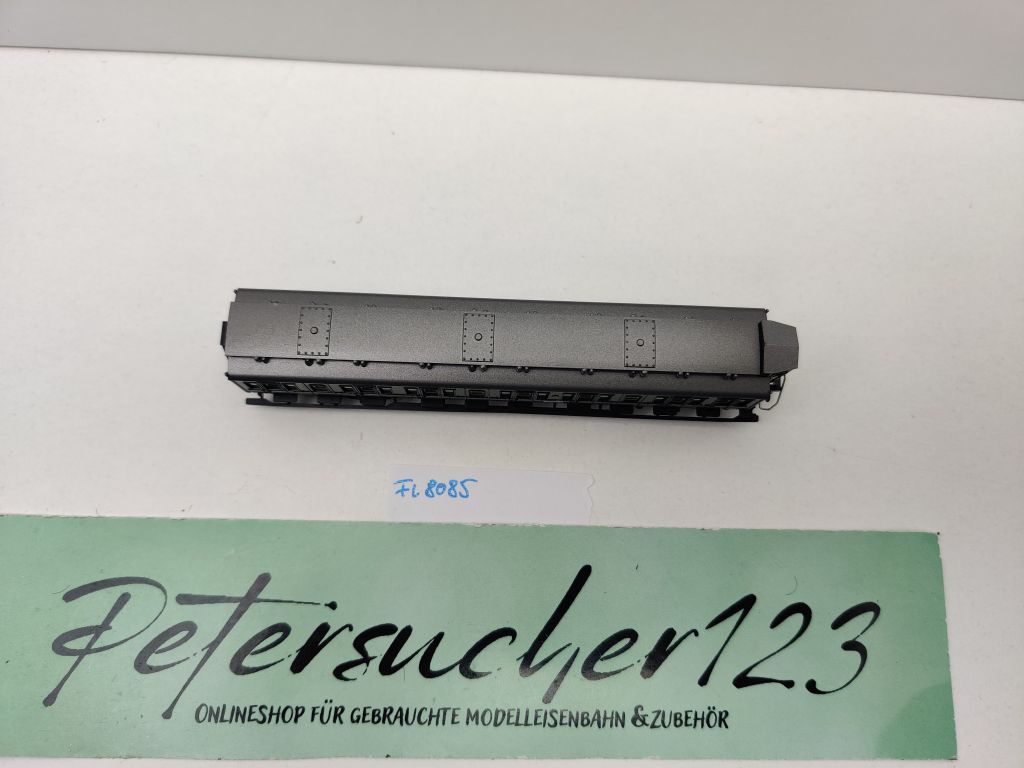 FL 8085
Petersucher123
ONLINESHOP FÜR GEBRAUCHTE MODELLEISENBAHN & ZUBEHÖR